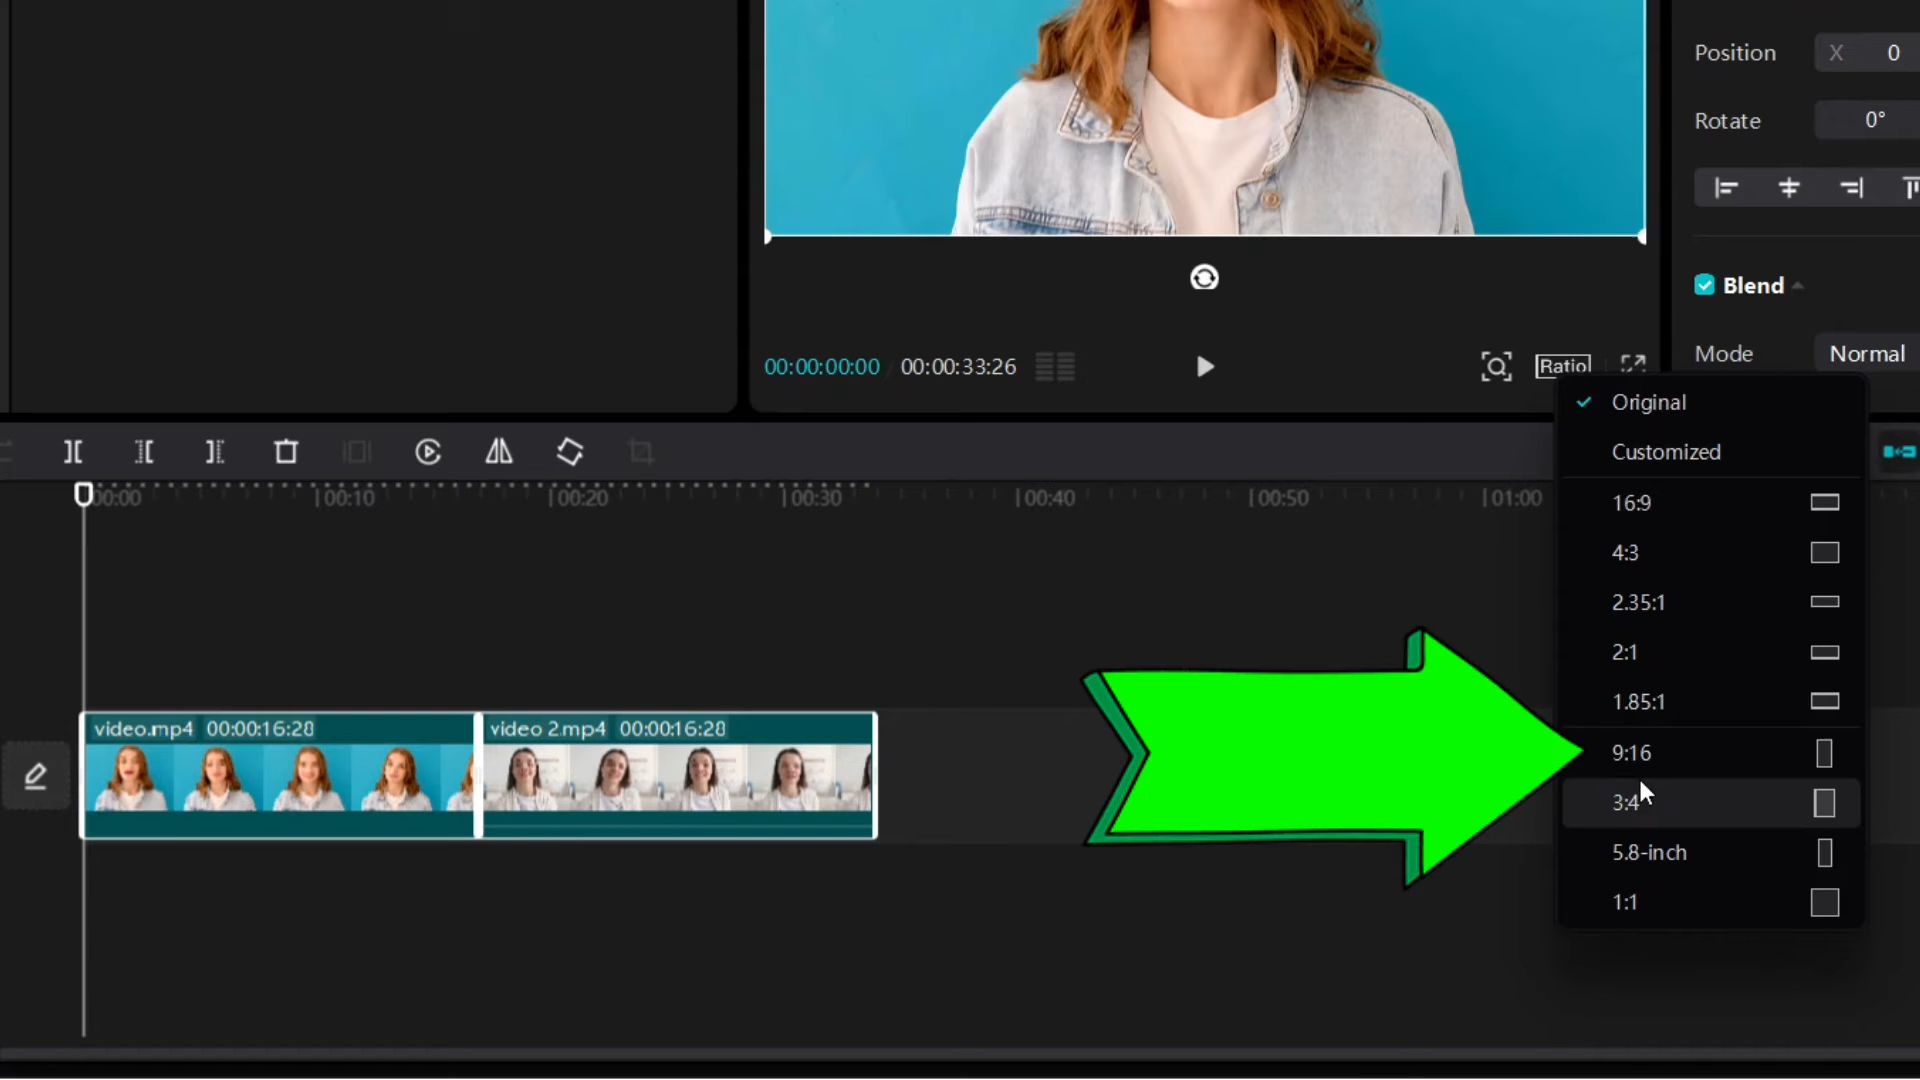 Position X 0
Rotate 0°
Blend
Mode Normal
00:00:00:00 00:00:33:26
Ratio
Original
Customized
16:9
4:3
2.35:1
2:1
1.85:1
9:16
3:4
5.8-inch
1:1
00:00 00:10 00:20 00:30 00:40 00:50 01:00
video.mp4 00:00:16:28 video 2.mp4 00:00:16:28